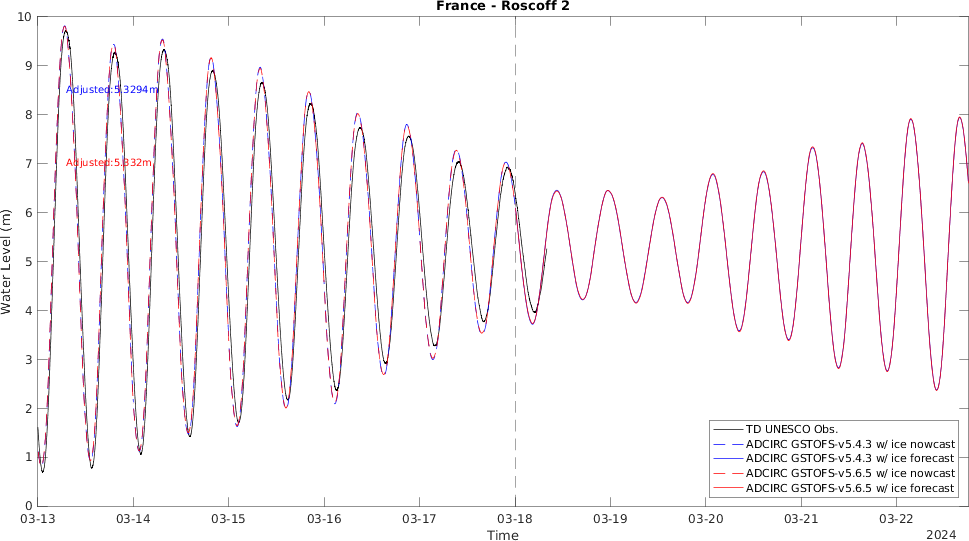 France - Roscoff 2
10
9
8
7
6
5
4
3
2
1
0
Water Level (m)
Adjusted:5.3294m
Adjusted:5.332m
TD UNESCO Obs.
ADCIRC GSTOFS-v5.4.3 w/ ice nowcast
ADCIRC GSTOFS-v5.4.3 w/ ice forecast
ADCIRC GSTOFS-v5.6.5 w/ ice nowcast
ADCIRC GSTOFS-v5.6.5 w/ ice forecast
03-13 03-14 03-15 03-16 03-17 03-18 03-19 03-20 03-21 03-22
Time
2024